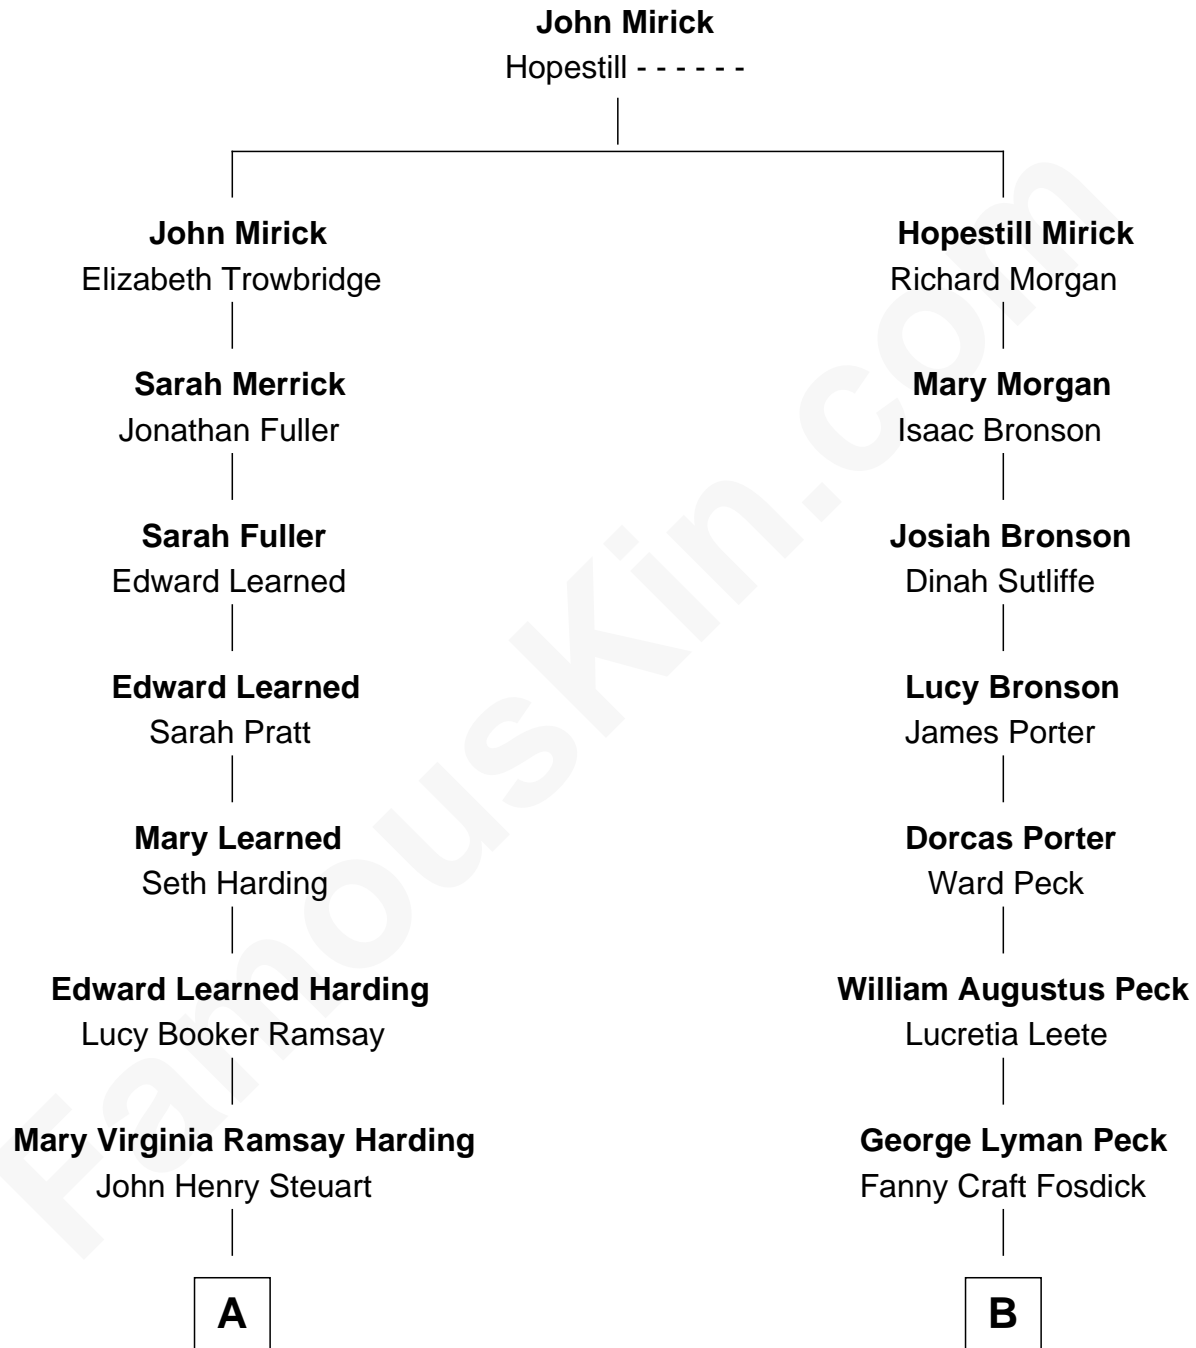 John Mirick
Hopestill - - - - - -
John Mirick
Elizabeth Trowbridge
Sarah Merrick
Jonathan Fuller
Sarah Fuller
Edward Learned
Edward Learned
Sarah Pratt
Mary Learned
Seth Harding
Edward Learned Harding
Lucy Booker Ramsay
Mary Virginia Ramsay Harding
John Henry Steuart
A
Hopestill Mirick
Richard Morgan
Mary Morgan
Isaac Bronson
Josiah Bronson
Dinah Sutliffe
Lucy Bronson
James Porter
Dorcas Porter
Ward Peck
William Augustus Peck
Lucretia Leete
George Lyman Peck
Fanny Craft Fosdick
B
FamousKin.com